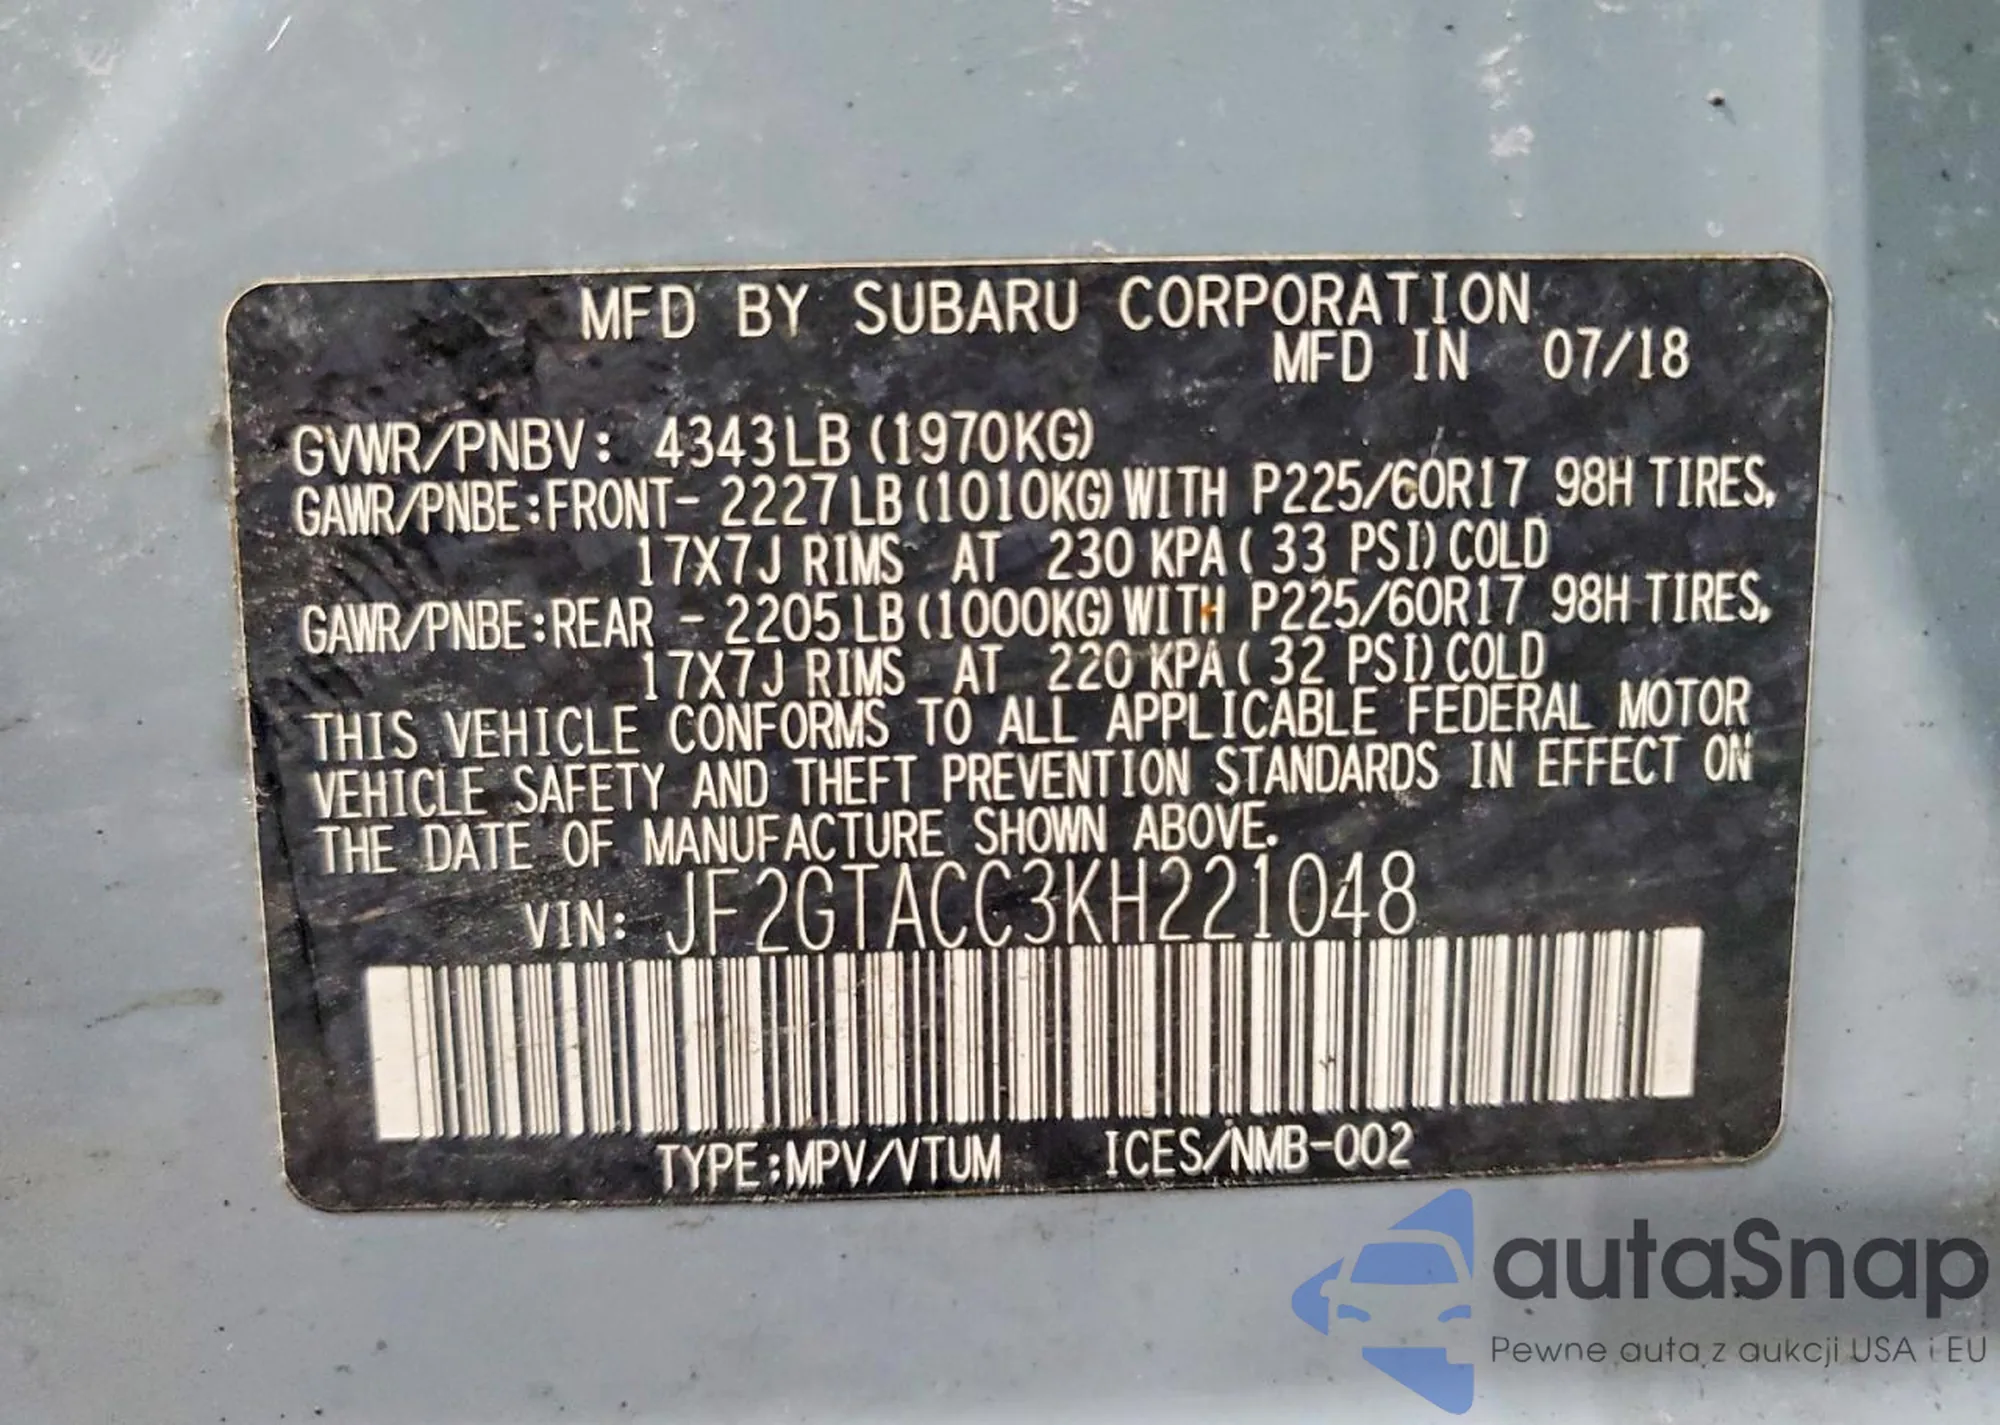 MFD BY SUBARU CORPORATION
MFD IN 07/18
GVWR/PNBV: 4343LB (1970KG)
GAWR/PNBE:FRONT- 2227LB (1010KG) WITH P225/60R17 98H TIRES,
17X7J RIMS AT 230 KPA ( 33 PSI) COLD
GAWR/PNBE:REAR - 2205LB (1000KG) WITH P225/60R17 98H TIRES,
17X7J RIMS AT 220 KPA ( 32 PSI) COLD
THIS VEHICLE CONFORMS TO ALL APPLICABLE FEDERAL MOTOR
VEHICLE SAFETY AND THEFT PREVENTION STANDARDS IN EFFECT ON
THE DATE OF MANUFACTURE SHOWN ABOVE.
VIN: JF2GTACC3KH221048
TYPE:MPV/VTUM ICES/NMB-002
autaSnap
Pewne auta z aukcji USA i EU